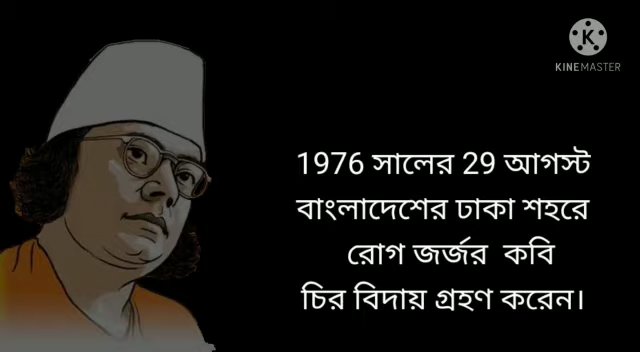 KINEMASTER
1976 সালের 29 আগস্ট
বাংলাদেশের ঢাকা শহরে
রোগ জর্জর কবি
চির বিদায় গ্রহণ করেন।